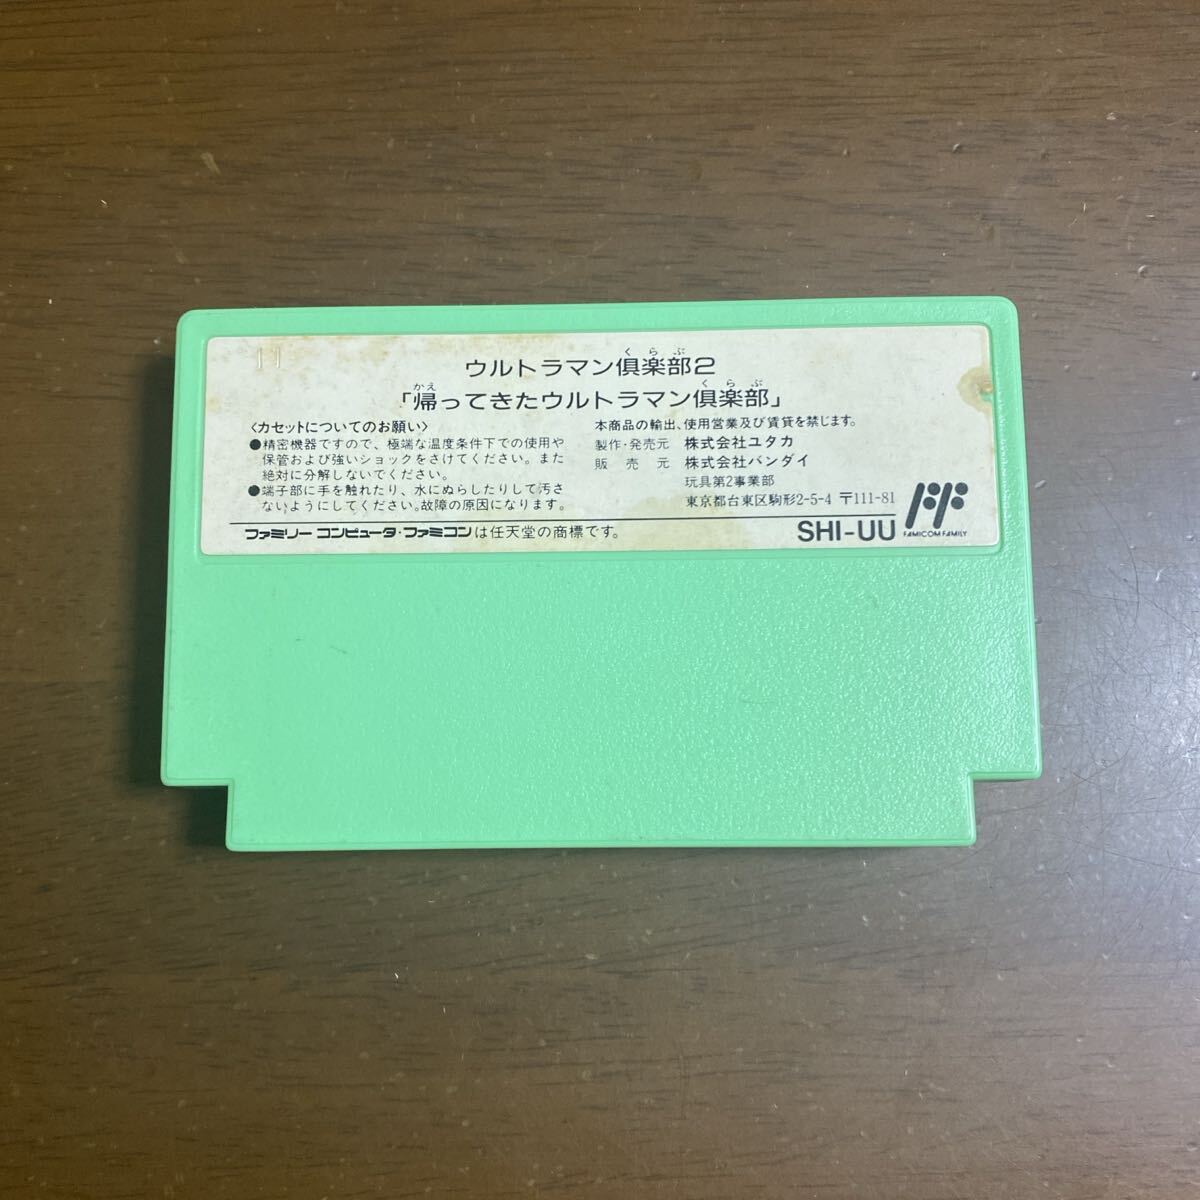 11
ウルトラマン倶楽部2
くらぶ
「帰ってきたウルトラマン倶楽部」
かえ
くらぶ
〈カセットについてのお願い〉
●精密機器ですので、極端な温度条件下での使用や
保管および強いショックをさけてください。また
絶対に分解しないでください。
●端子部に手を触れたり、水にぬらしたりして汚さ
ないようにしてください。故障の原因になります。
本商品の輸出、使用営業及び賃貸を禁じます。
製作・発売元 株式会社ユタカ
販売元 株式会社バンダイ
玩具第2事業部
東京都台東区駒形2-5-4 〒111-81
ファミリーコンピュータ・ファミコンは任天堂の商標です。
SHI-UU
FF
FAMICOM FAMILY